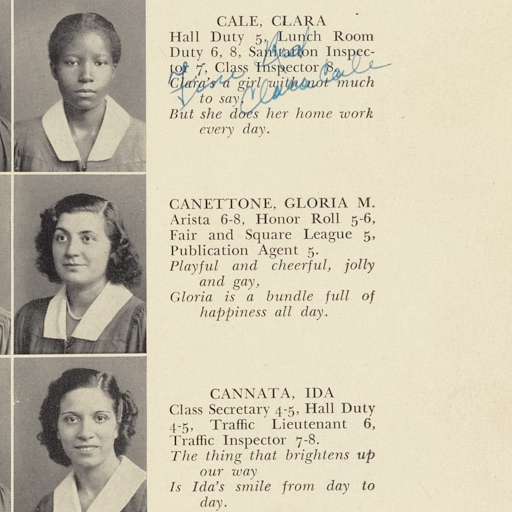 CALE, CLARA
Hall Duty 5, Lunch Room
Duty 6, 8, Sanitation Inspec-
tor 7, Class Inspector 8.
Clara's a girl with not much
to say,
But she does her home work
every day.
Clara Cale
CANETTONE, GLORIA M.
Arista 6-8, Honor Roll 5-6,
Fair and Square League 5,
Publication Agent 5.
Playful and cheerful, jolly
and gay,
Gloria is a bundle full of
happiness all day.
CANNATA, IDA
Class Secretary 4-5, Hall Duty
4-5, Traffic Lieutenant 6,
Traffic Inspector 7-8.
The thing that brightens up
our way
Is Ida's smile from day to
day.